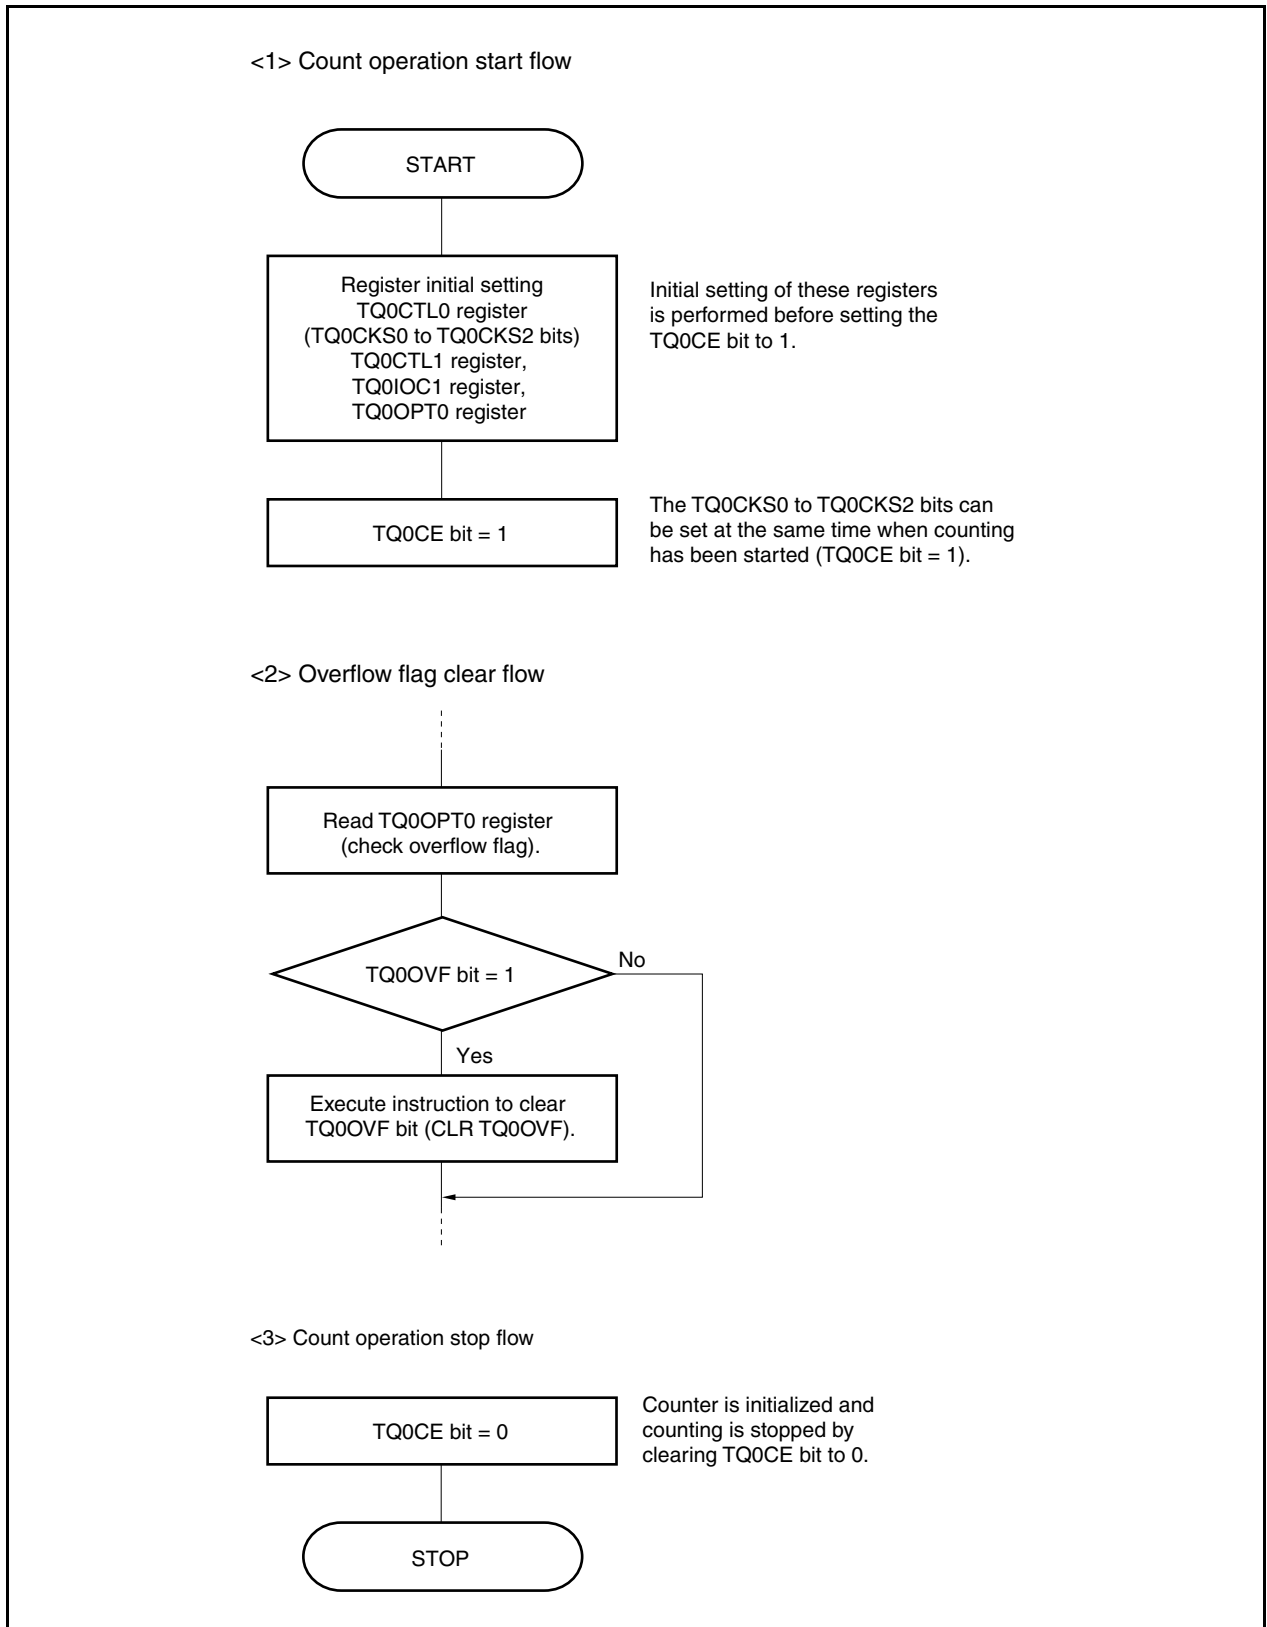 <1> Count operation start flow
START
Register initial setting
TQ0CTL0 register
(TQ0CKS0 to TQ0CKS2 bits)
TQ0CTL1 register,
TQ0IOC1 register,
TQ0OPT0 register
Initial setting of these registers
is performed before setting the
TQ0CE bit to 1.
TQ0CE bit = 1
The TQ0CKS0 to TQ0CKS2 bits can
be set at the same time when counting
has been started (TQ0CE bit = 1).
<2> Overflow flag clear flow
Read TQ0OPT0 register
(check overflow flag).
TQ0OVF bit = 1
No
Yes
Execute instruction to clear
TQ0OVF bit (CLR TQ0OVF).
<3> Count operation stop flow
TQ0CE bit = 0
Counter is initialized and
counting is stopped by
clearing TQ0CE bit to 0.
STOP